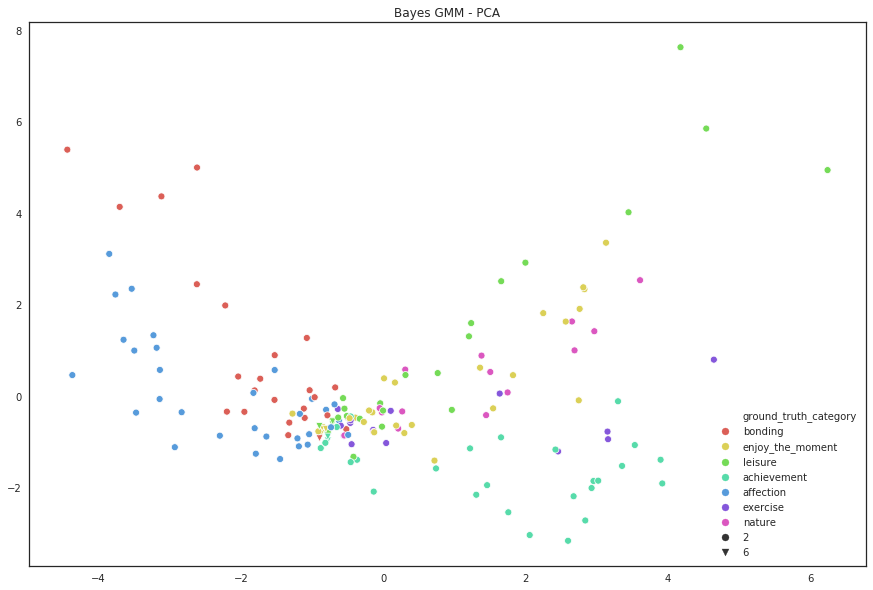 Bayes GMM - PCA
8
6
4
2
0
−2
−4
−2
0
2
4
6
ground_truth_category
bonding
enjoy_the_moment
leisure
achievement
affection
exercise
nature
2
6